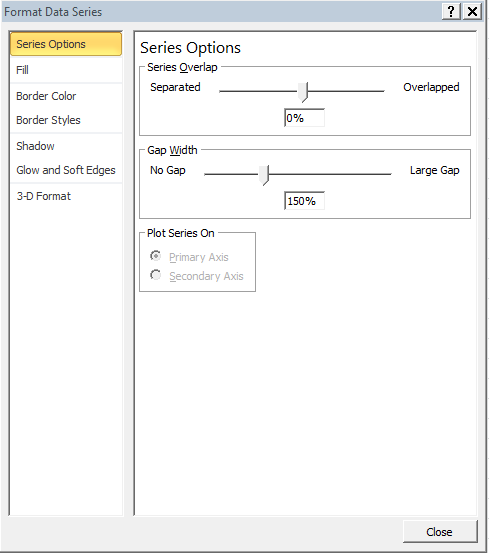 Format Data Series
Series Options
Fill
Border Color
Border Styles
Shadow
Glow and Soft Edges
3-D Format
Series Options
Series Overlap
Separated Overlapped
0%
Gap Width
No Gap Large Gap
150%
Plot Series On
Primary Axis
Secondary Axis
Close